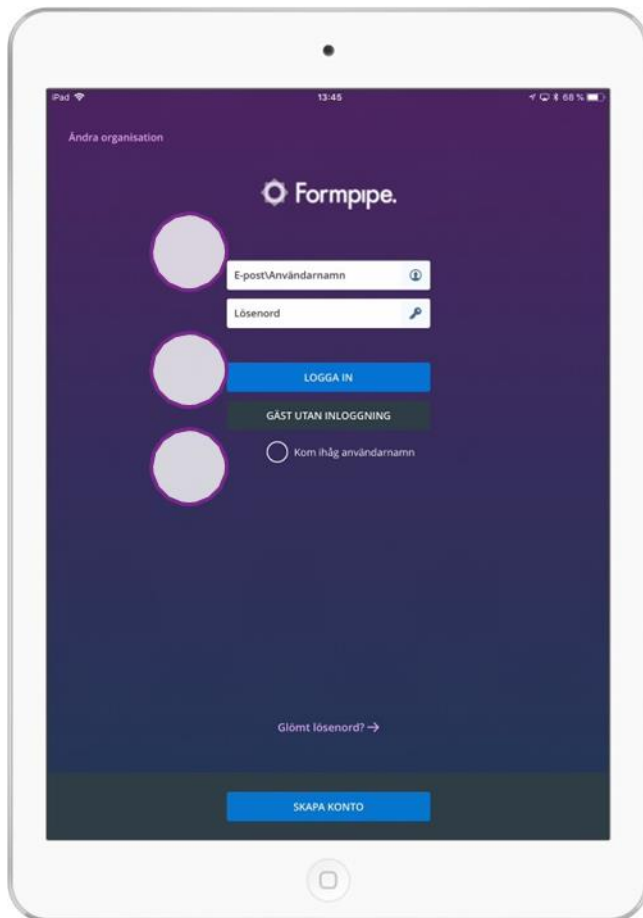 iPad 13:45 68 %
Ändra organisation
Formpipe.
E-post\Användarnamn
Lösenord
LOGGA IN
GÄST UTAN INLOGGNING
Kom ihåg användarnamn
Glömt lösenord? →
SKAPA KONTO